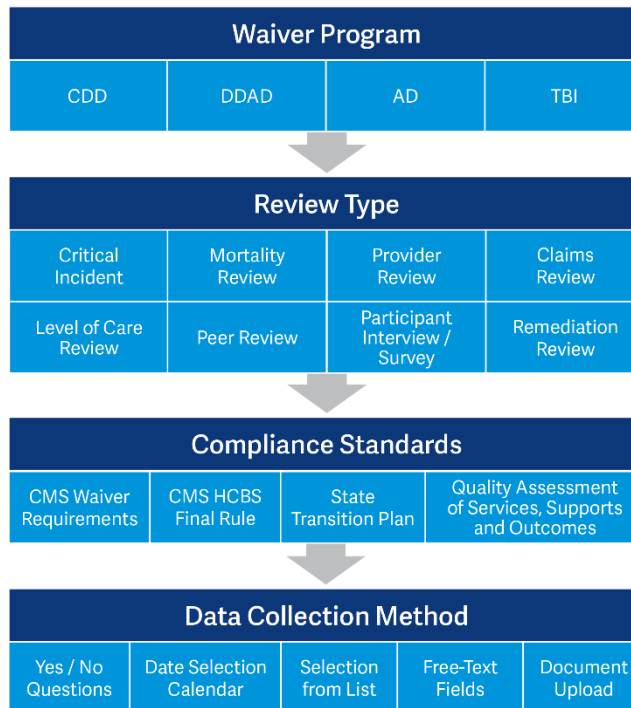 Waiver Program
CDD
DDAD
AD
TBI
Review Type
Critical
Incident
Mortality
Review
Provider
Review
Claims
Review
Level of Care
Review
Peer Review
Participant
Interview /
Survey
Remediation
Review
Compliance Standards
CMS Waiver
Requirements
CMS HCBS
Final Rule
State
Transition Plan
Quality Assessment
of Services, Supports
and Outcomes
Data Collection Method
Yes / No
Questions
Date Selection
Calendar
Selection
from List
Free-Text
Fields
Document
Upload